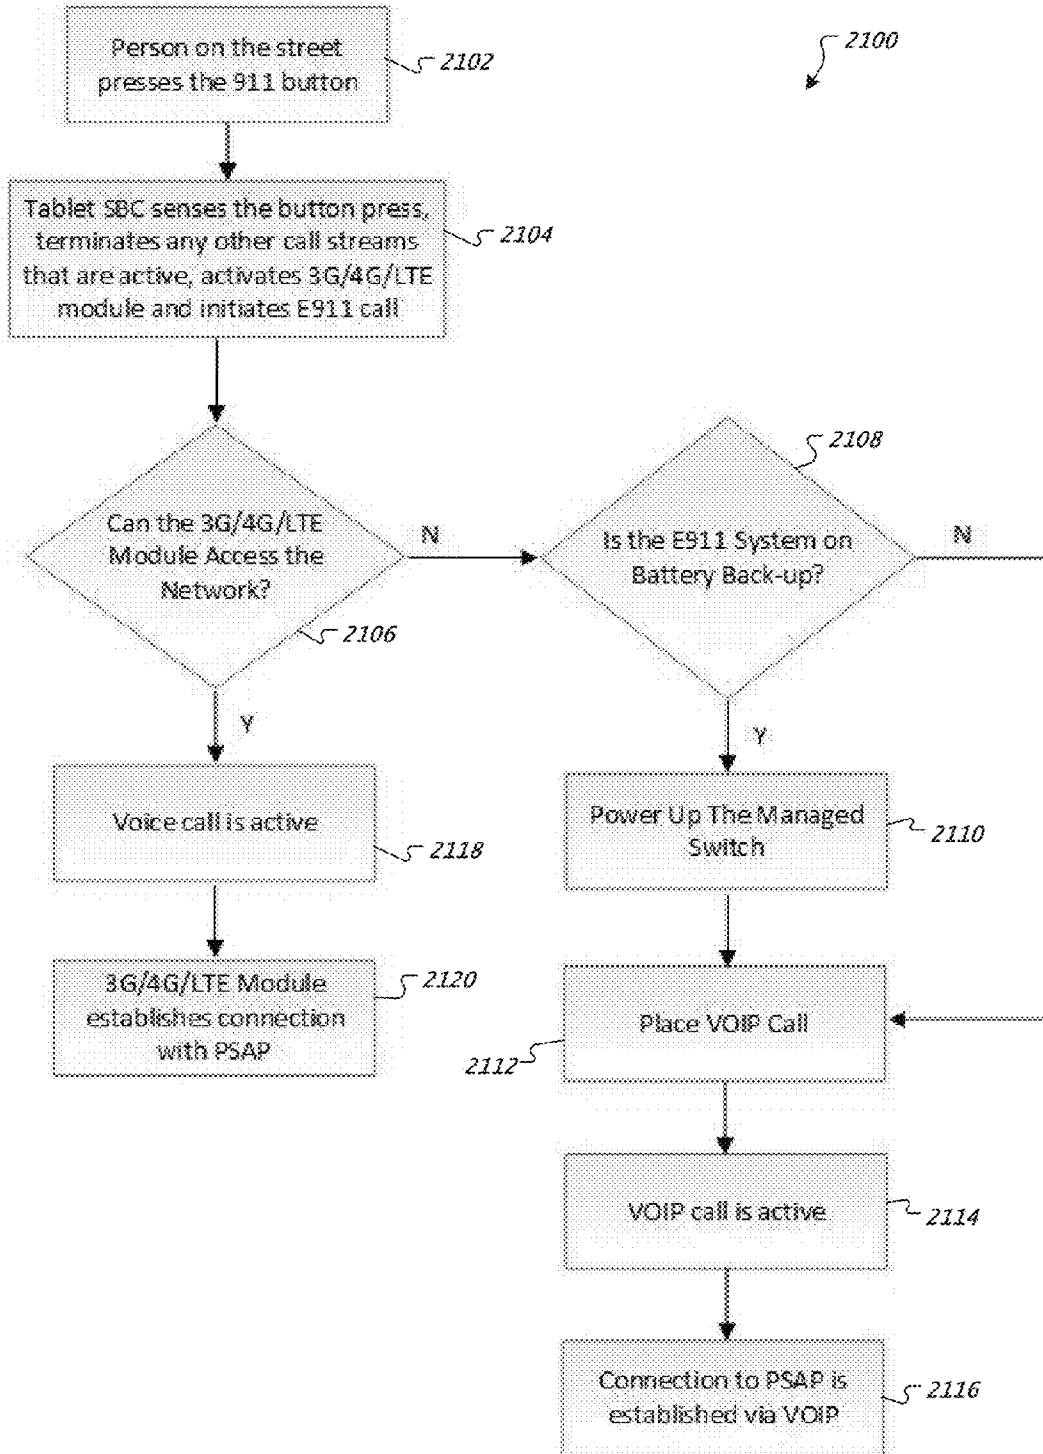 Person on the street
presses the 911 button
2102
2100
Tablet SBC senses the button press,
terminates any other call streams
that are active, activates 3G/4G/LTE
module and initiates E911 call
2104
Can the 3G/4G/LTE
Module Access the
Network?
2106
N
Is the E911 System on
Battery Back-up?
2108
N
Y
Y
Voice call is active
2118
Power Up The Managed
Switch
2110
3G/4G/LTE Module
establishes connection
with PSAP
2120
Place VOIP Call
2112
VOIP call is active
2114
Connection to PSAP is
established via VOIP
2116